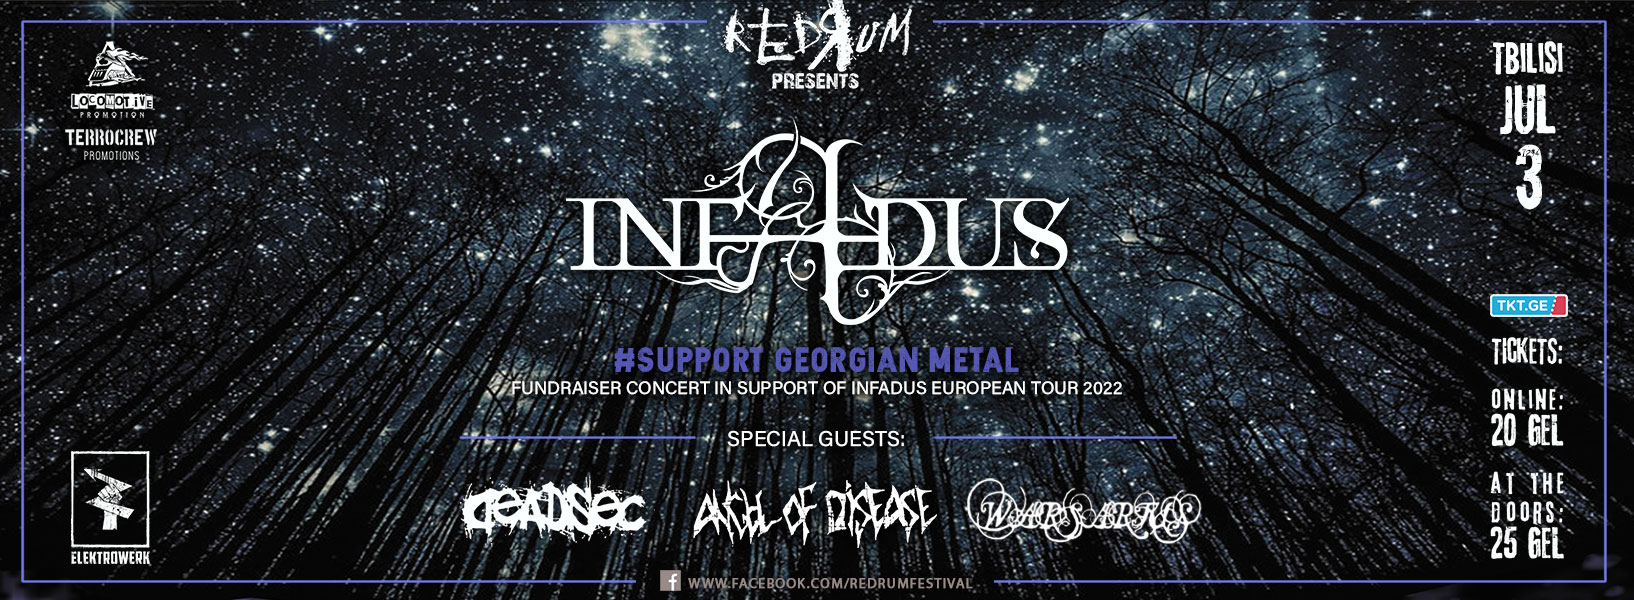 REDRUM
PRESENTS
LOCOMOTIVE
PROMOTION
TERROCREW
PROMOTIONS
TBILISI
JUL
3
INFADUS
#SUPPORT GEORGIAN METAL
FUNDRAISER CONCERT IN SUPPORT OF INFADUS EUROPEAN TOUR 2022
SPECIAL GUESTS:
DEADSEC
ANGEL OF DISEASE
TKT.GE
TICKETS:
ONLINE:
20 GEL
AT THE
DOORS:
25 GEL
ELEKTROWERK
WWW.FACEBOOK.COM/REDRUMFESTIVAL